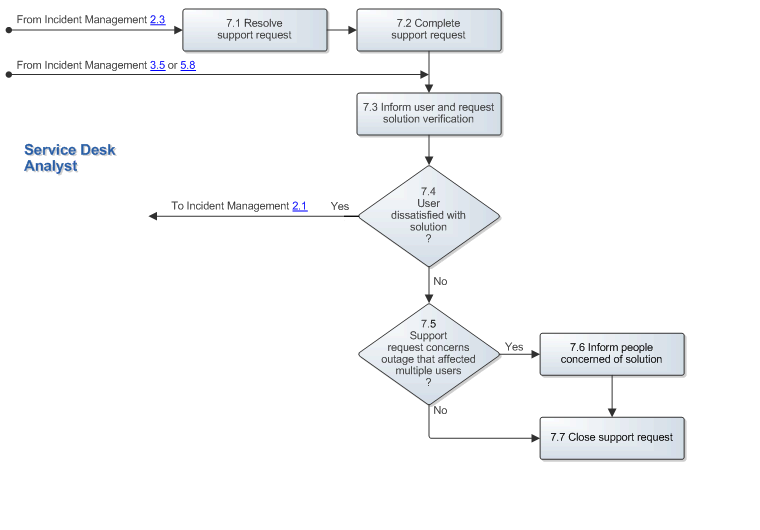 From Incident Management 2.3
7.1 Resolve
support request
7.2 Complete
support request
From Incident Management 3.5 or 5.8
7.3 Inform user and request
solution verification
Service Desk
Analyst
7.4
User
dissatisfied with
solution
?
To Incident Management 2.1
Yes
No
7.5
Support
request concerns
outage that affected
multiple users
?
Yes
7.6 Inform people
concerned of solution
No
7.7 Close support request